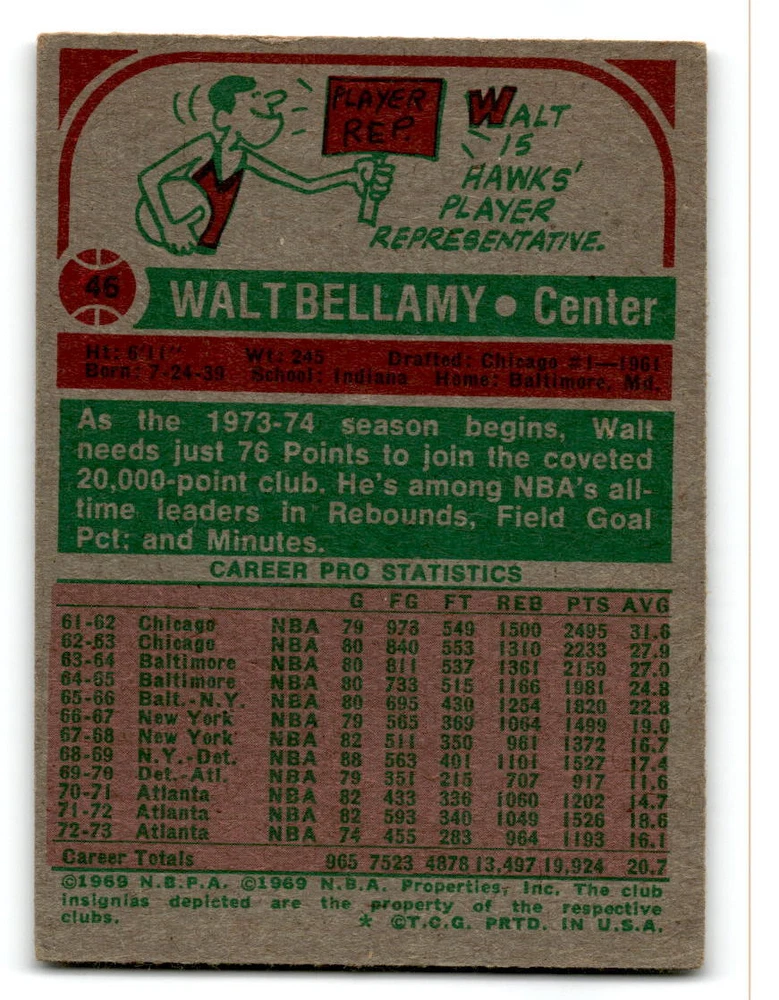 PLAYER
REP.
WALT
IS
HAWKS'
PLAYER
REPRESENTATIVE.
46
WALT BELLAMY • Center
Ht: 6'11" Wt: 245 Drafted: Chicago #1—1961
Born: 7-24-39 School: Indiana Home: Baltimore, Md.
As the 1973-74 season begins, Walt
needs just 76 Points to join the coveted
20,000-point club. He's among NBA's all-
time leaders in Rebounds, Field Goal
Pct; and Minutes.
CAREER PRO STATISTICS
G FG FT REB PTS AVG
61-62 Chicago NBA 79 973 549 1500 2495 31.6
62-63 Chicago NBA 80 840 553 1310 2233 27.9
63-64 Baltimore NBA 80 811 537 1361 2159 27.0
64-65 Baltimore NBA 80 733 515 1166 1981 24.8
65-66 Balt.-N.Y. NBA 80 695 430 1254 1820 22.8
66-67 New York NBA 79 565 369 1064 1499 19.0
67-68 New York NBA 82 511 350 961 1372 16.7
68-69 N.Y.-Det. NBA 88 563 401 1101 1527 17.4
69-70 Det.-Atl. NBA 79 351 215 707 917 11.6
70-71 Atlanta NBA 82 433 336 1060 1202 14.7
71-72 Atlanta NBA 82 593 340 1049 1526 18.6
72-73 Atlanta NBA 74 455 283 964 1193 16.1
Career Totals 965 7523 4878 13,497 19,924 20.7
©1969 N.B.P.A. ©1969 N.B.A. Properties, Inc. The club
insignias depicted are the property of the respective
clubs. * ©T.C.G. PRTD. IN U.S.A.